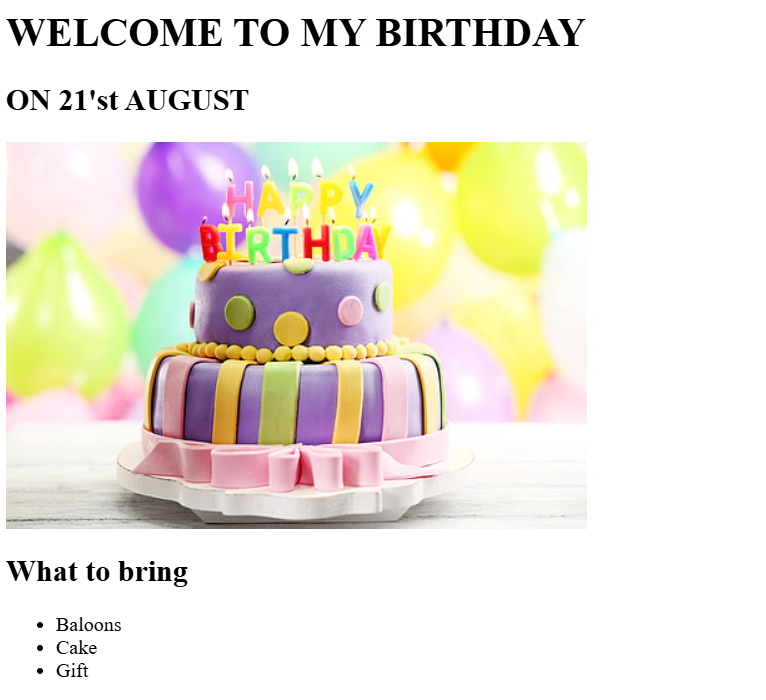 WELCOME TO MY BIRTHDAY
ON 21'st AUGUST
HAPPY
BIRTHDAY
What to bring
Baloons
Cake
Gift